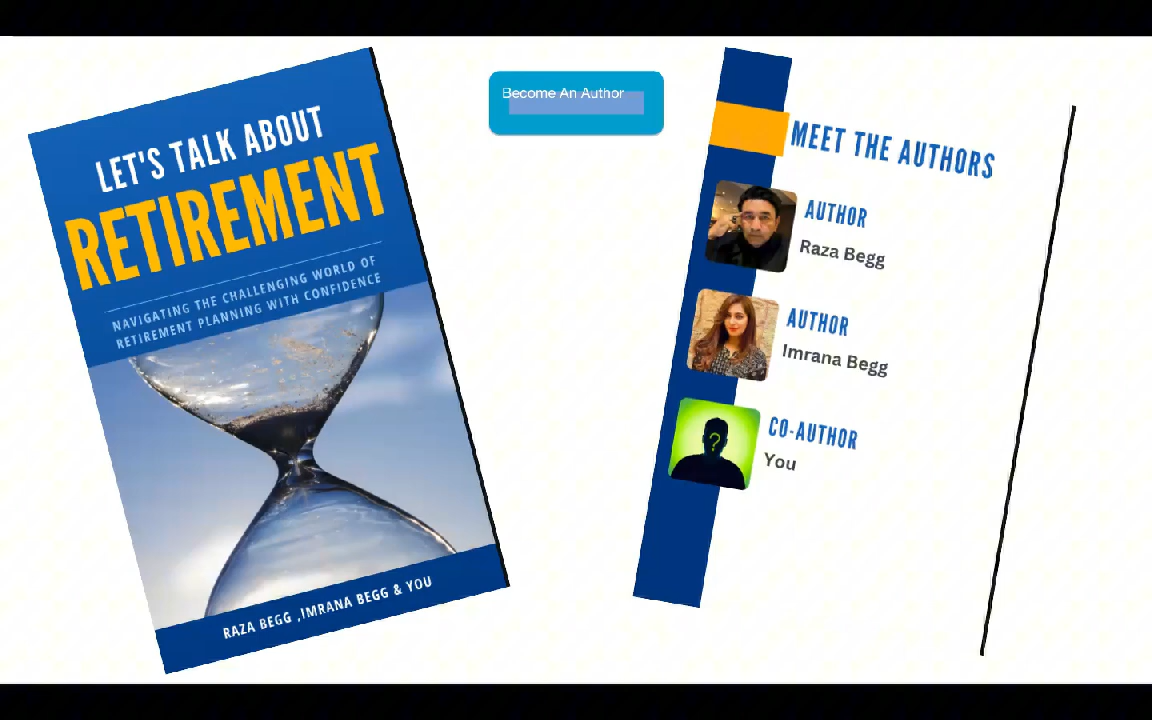 LET'S TALK ABOUT
RETIREMENT
NAVIGATING THE CHALLENGING WORLD OF
RETIREMENT PLANNING WITH CONFIDENCE
RAZA BEGG ,IMRANA BEGG & YOU
Become An Author
MEET THE AUTHORS
AUTHOR
Raza Begg
AUTHOR
Imrana Begg
CO-AUTHOR
?
You